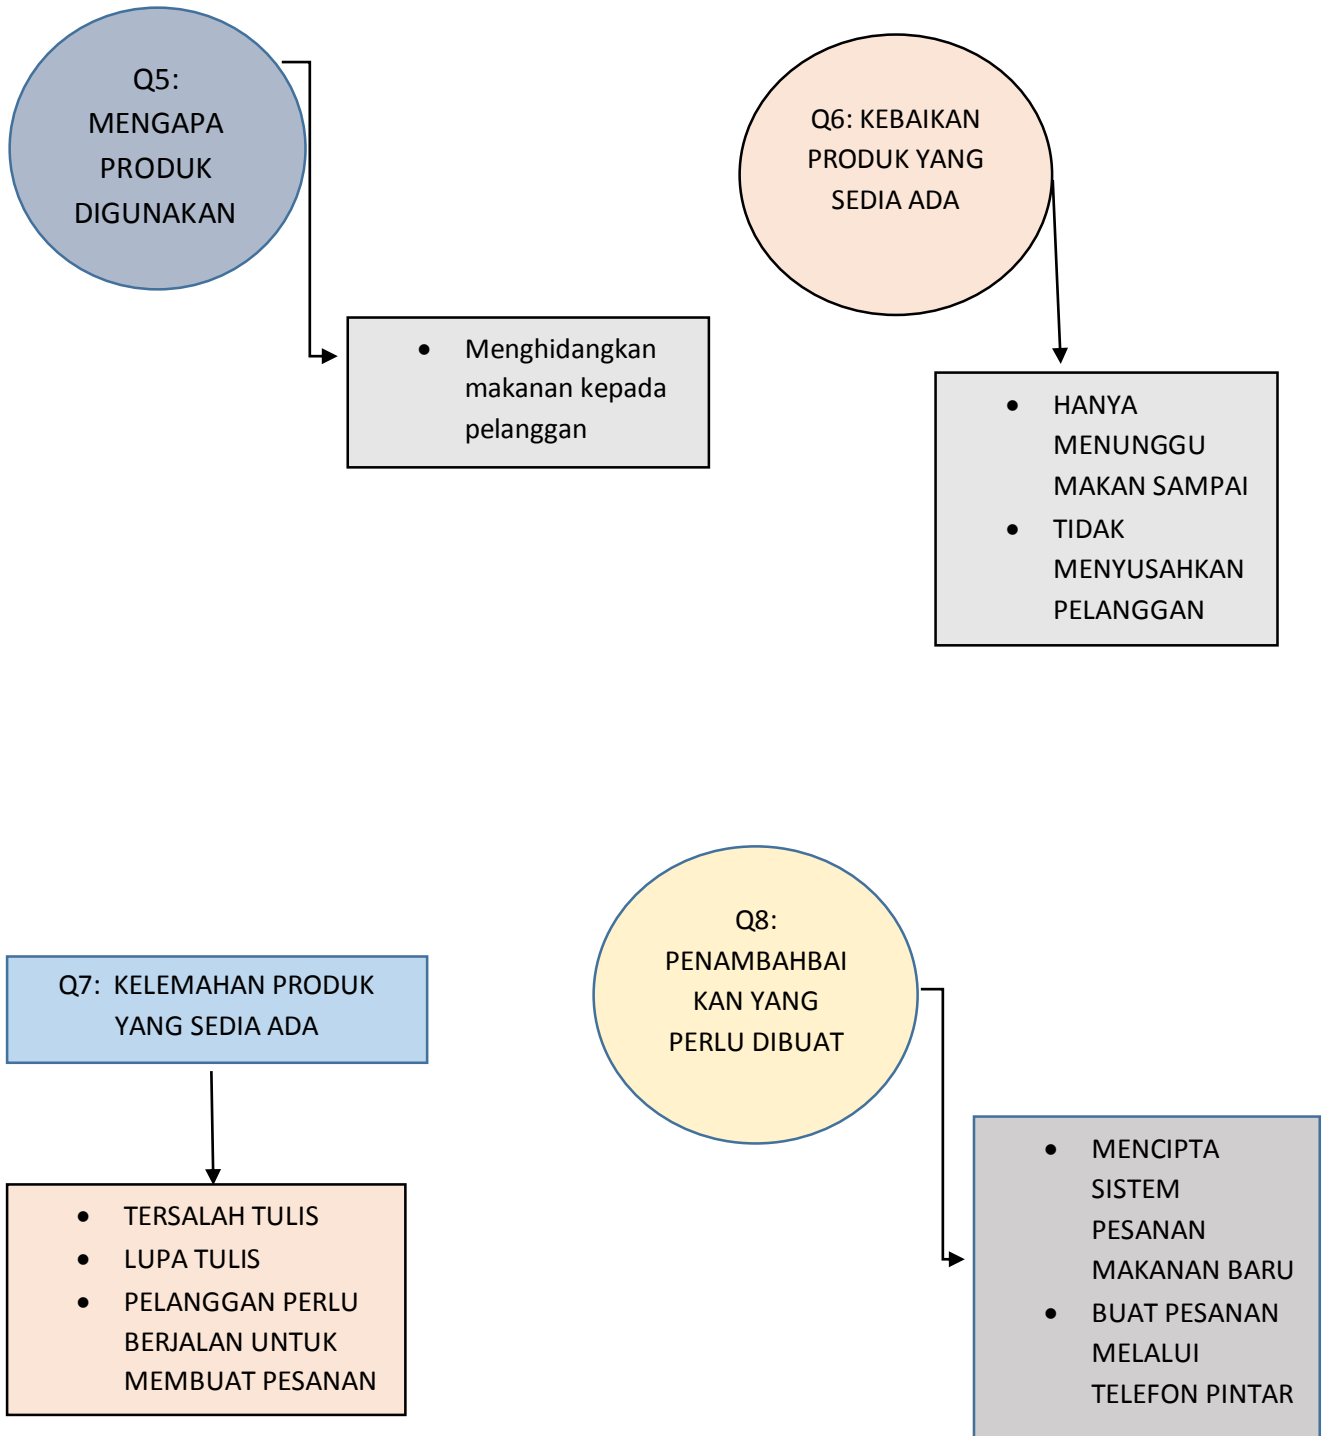 Q5:
MENGAPA
PRODUK
DIGUNAKAN
• Menghidangkan
makanan kepada
pelanggan
Q6: KEBAIKAN
PRODUK YANG
SEDIA ADA
• HANYA
MENUNGGU
MAKAN SAMPAI
• TIDAK
MENYUSAHKAN
PELANGGAN
Q7: KELEMAHAN PRODUK
YANG SEDIA ADA
• TERSALAH TULIS
• LUPA TULIS
• PELANGGAN PERLU
BERJALAN UNTUK
MEMBUAT PESANAN
Q8:
PENAMBAHBAI
KAN YANG
PERLU DIBUAT
• MENCIPTA
SISTEM
PESANAN
MAKANAN BARU
• BUAT PESANAN
MELALUI
TELEFON PINTAR